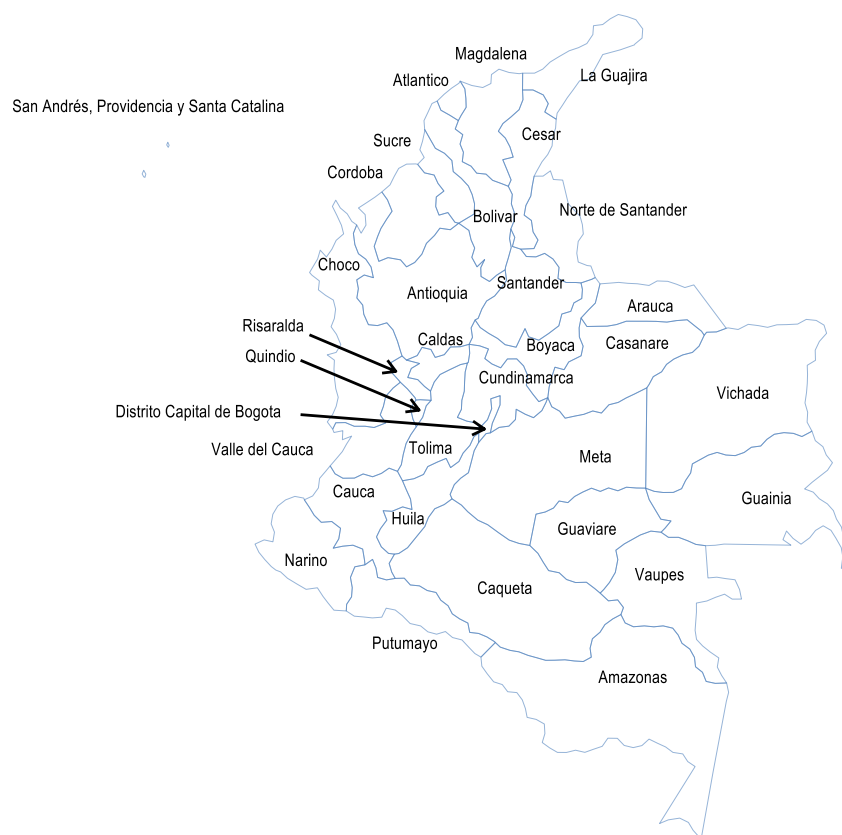 Magdalena
La Guajira
Atlantico
San Andrés, Providencia y Santa Catalina
Cesar
Sucre
Cordoba
Norte de Santander
Bolivar
Choco
Santander
Antioquia
Arauca
Risaralda
Caldas
Boyaca
Casanare
Quindio
Cundinamarca
Vichada
Distrito Capital de Bogota
Valle del Cauca
Tolima
Meta
Cauca
Guainia
Huila
Guaviare
Narino
Vaupes
Caqueta
Putumayo
Amazonas